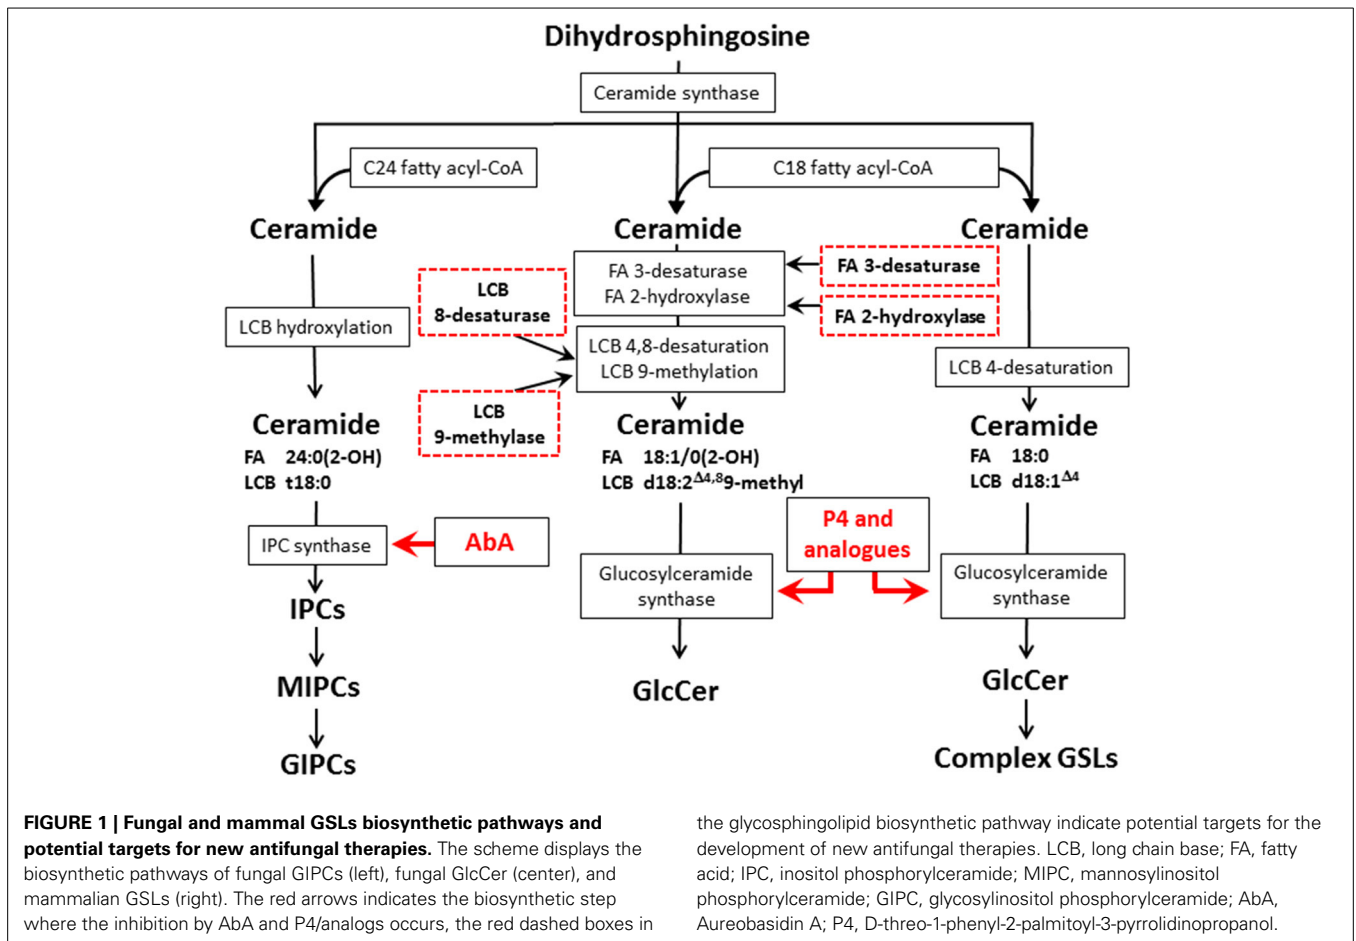 Dihydrosphingosine
Ceramide synthase
C24 fatty acyl-CoA
C18 fatty acyl-CoA
Ceramide
Ceramide
Ceramide
FA 3-desaturase
FA 2-hydroxylase
FA 3-desaturase
FA 2-hydroxylase
LCB
8-desaturase
LCB hydroxylation
LCB 4,8-desaturation
LCB 9-methylation
LCB 4-desaturation
LCB
9-methylase
Ceramide
FA 24:0(2-OH)
LCB t18:0
Ceramide
FA 18:1/0(2-OH)
LCB d18:2Δ4,89-methyl
Ceramide
FA 18:0
LCB d18:1Δ4
IPC synthase
AbA
P4 and
analogues
Glucosylceramide
synthase
Glucosylceramide
synthase
IPCs
MIPCs
GIPCs
GlcCer
GlcCer
Complex GSLs
FIGURE 1 | Fungal and mammal GSLs biosynthetic pathways and
potential targets for new antifungal therapies. The scheme displays the
biosynthetic pathways of fungal GIPCs (left), fungal GlcCer (center), and
mammalian GSLs (right). The red arrows indicates the biosynthetic step
where the inhibition by AbA and P4/analogs occurs, the red dashed boxes in
the glycosphingolipid biosynthetic pathway indicate potential targets for the
development of new antifungal therapies. LCB, long chain base; FA, fatty
acid; IPC, inositol phosphorylceramide; MIPC, mannosylinositol
phosphorylceramide; GIPC, glycosylinositol phosphorylceramide; AbA,
Aureobasidin A; P4, D-threo-1-phenyl-2-palmitoyl-3-pyrrolidinopropanol.